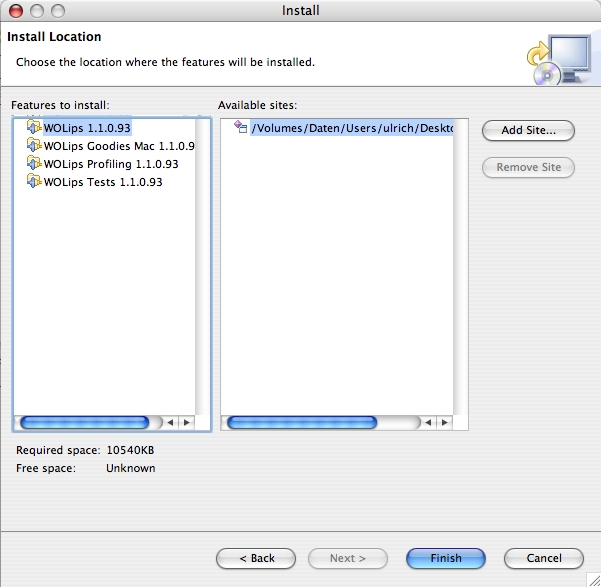 Install
Install Location
Choose the location where the features will be installed.
Features to install:
Available sites:
WOLips 1.1.0.93
WOLips Goodies Mac 1.1.0.9
WOLips Profiling 1.1.0.93
WOLips Tests 1.1.0.93
/Volumes/Daten/Users/ulrich/Deskto
Add Site...
Remove Site
Required space: 10540KB
Free space: Unknown
< Back
Next >
Finish
Cancel